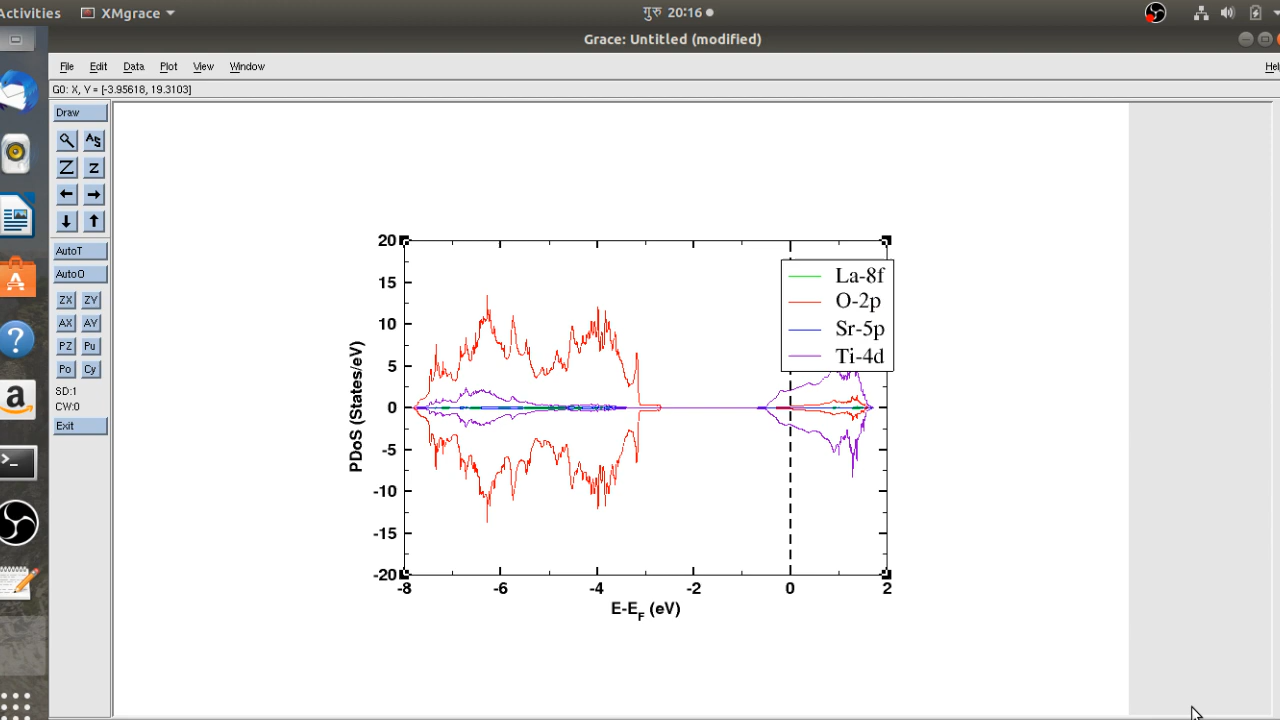 Activities XMgrace गुरु 20:16
Grace: Untitled (modified)
File Edit Data Plot View Window Help
G0: X, Y = [-3.95618, 19.3103]
Draw
AS
Z z
AutoT
AutoO
ZX ZY
AX AY
PZ Pu
Po Cy
SD:1
CW:0
Exit
20
15
10
5
0
-5
-10
-15
-20
PDoS (States/eV)
La-8f
O-2p
Sr-5p
Ti-4d
-8 -6 -4 -2 0 2
E-EF (eV)